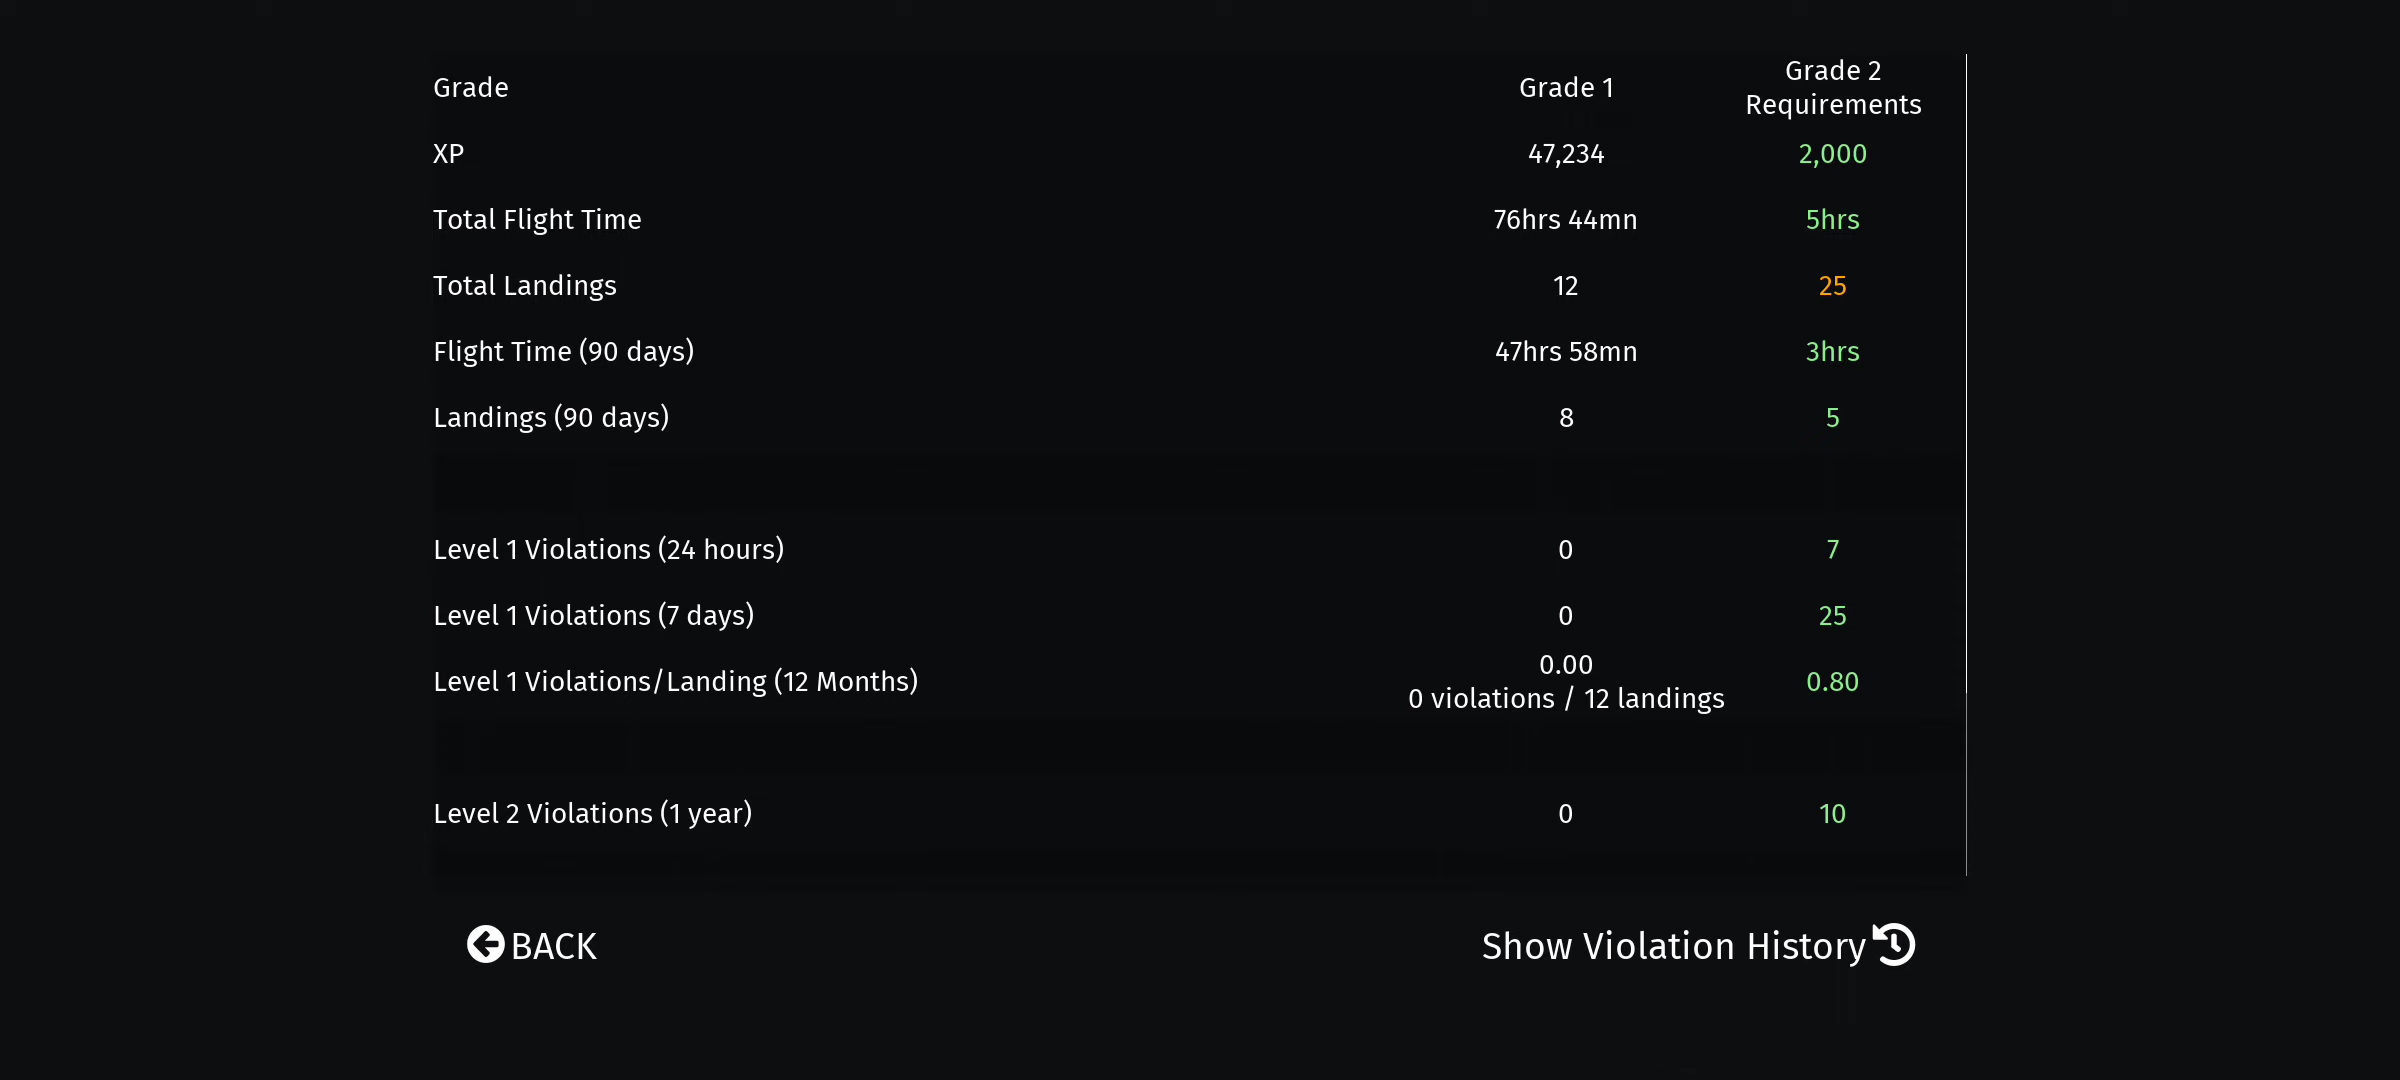 Grade Grade 1 Grade 2 Requirements
XP 47,234 2,000
Total Flight Time 76hrs 44mn 5hrs
Total Landings 12 25
Flight Time (90 days) 47hrs 58mn 3hrs
Landings (90 days) 8 5
Level 1 Violations (24 hours) 0 7
Level 1 Violations (7 days) 0 25
Level 1 Violations/Landing (12 Months) 0.00 0 violations / 12 landings 0.80
Level 2 Violations (1 year) 0 10
BACK Show Violation History